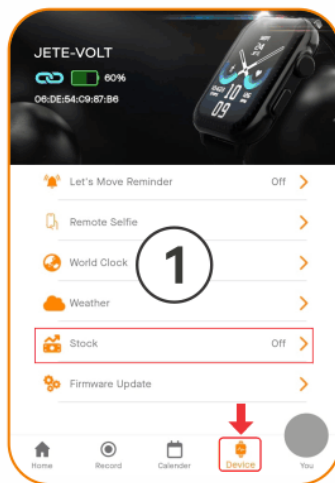 JETE-VOLT
60%
06:DE:54:C9:87:B6
Let's Move Reminder Off
Remote Selfie
World Clock
1
Weather
Stock Off
Firmware Update
Home Record Calender Device You